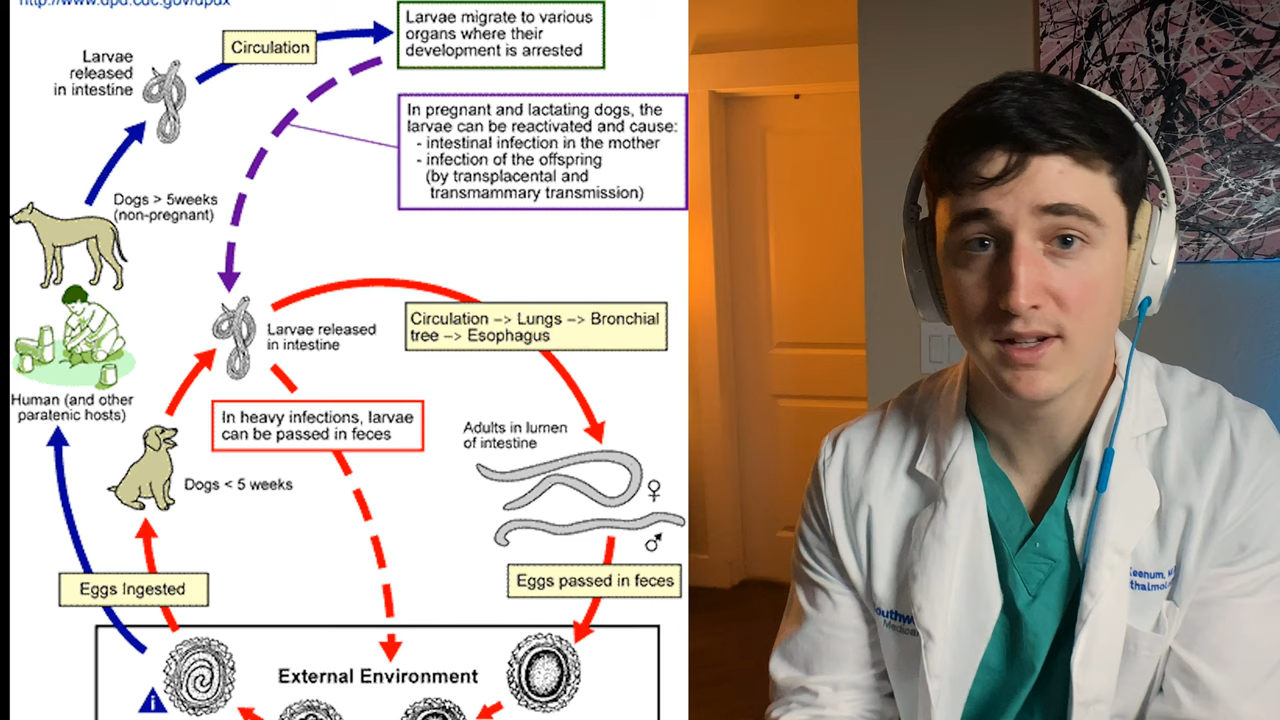 http://www.dpd.cdc.gov/dpdx
Circulation
Larvae migrate to various
organs where their
development is arrested
Larvae
released
in intestine
In pregnant and lactating dogs, the
larvae can be reactivated and cause:
- intestinal infection in the mother
- infection of the offspring
(by transplacental and
transmammary transmission)
Dogs > 5weeks
(non-pregnant)
Larvae released
in intestine
Circulation –> Lungs –> Bronchial
tree –> Esophagus
Human (and other
paratenic hosts)
In heavy infections, larvae
can be passed in feces
Adults in lumen
of intestine
Dogs < 5 weeks
♀
♂
Eggs Ingested
Eggs passed in feces
External Environment
i
eenum, M
thalmol
outhw
Medica